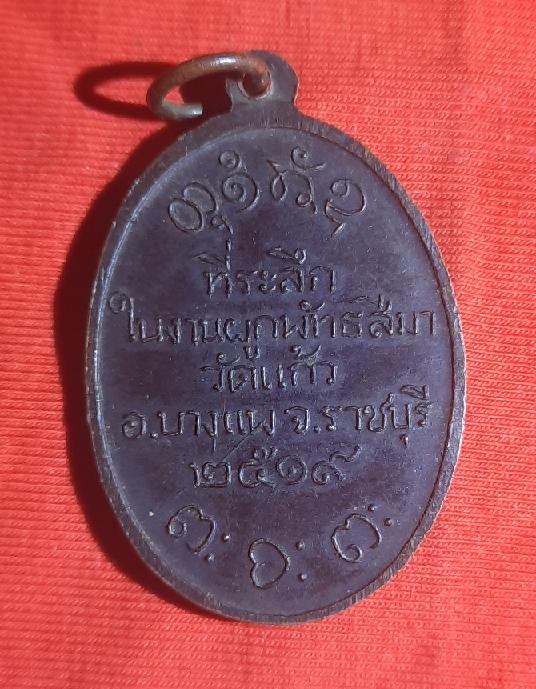 ที่ระลึก
ในงานผูกพัทธสีมา
วัดแก้ว
อ.บางแพ จ.ราชบุรี
๒๕๑๙